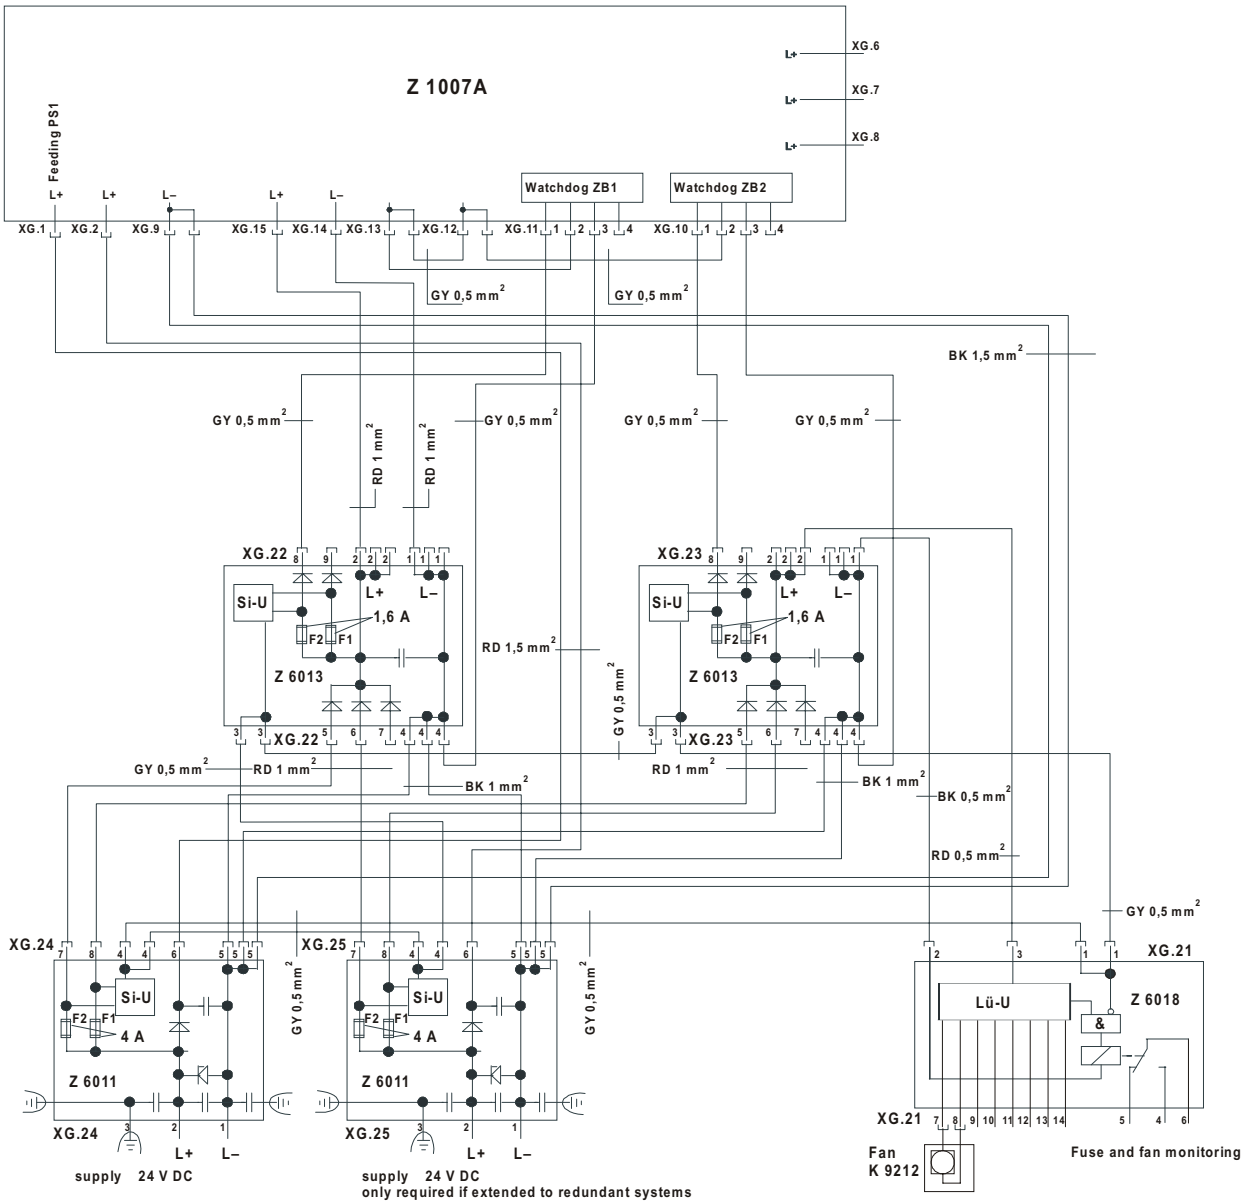 XG.6
L+
Z 1007A
XG.7
L+
XG.8
L+
Feeding PS1
Watchdog ZB1
Watchdog ZB2
L+ L+ L– L+ L–
XG.1 XG.2 XG.9 XG.15 XG.14 XG.13 XG.12 XG.11 1 2 3 4 XG.10 1 2 3 4
GY 0,5 mm²
GY 0,5 mm²
BK 1,5 mm²
GY 0,5 mm²
RD 1 mm²
RD 1 mm²
GY 0,5 mm²
GY 0,5 mm²
GY 0,5 mm²
XG.22 8 9 2 2 2 1 1 1
XG.23 8 9 2 2 2 1 1 1
Si-U L+ L–
Si-U L+ L–
1,6 A
1,6 A
F2 F1
F2 F1
RD 1,5 mm²
Z 6013
Z 6013
GY 0,5 mm²
3 3 XG.22 5 6 7 4 4 4
3 3 XG.23 5 6 7 4 4 4
GY 0,5 mm² RD 1 mm²
RD 1 mm²
BK 1 mm²
BK 1 mm²
BK 0,5 mm²
RD 0,5 mm²
GY 0,5 mm²
XG.24 7 8 4 4 6 5 5 5
XG.25 7 8 4 4 6 5 5 5
2 3 1 1 XG.21
GY 0,5 mm²
GY 0,5 mm²
Si-U
Si-U
Lü-U
Z 6018
F2 F1
F2 F1
&
4 A
4 A
Z 6011
Z 6011
XG.24 3 2 1
XG.25 3 2 1
XG.21 7 8 9 10 11 12 13 14 5 4 6
L+ L–
L+ L–
Fan
K 9212
Fuse and fan monitoring
supply 24 V DC
supply 24 V DC
only required if extended to redundant systems